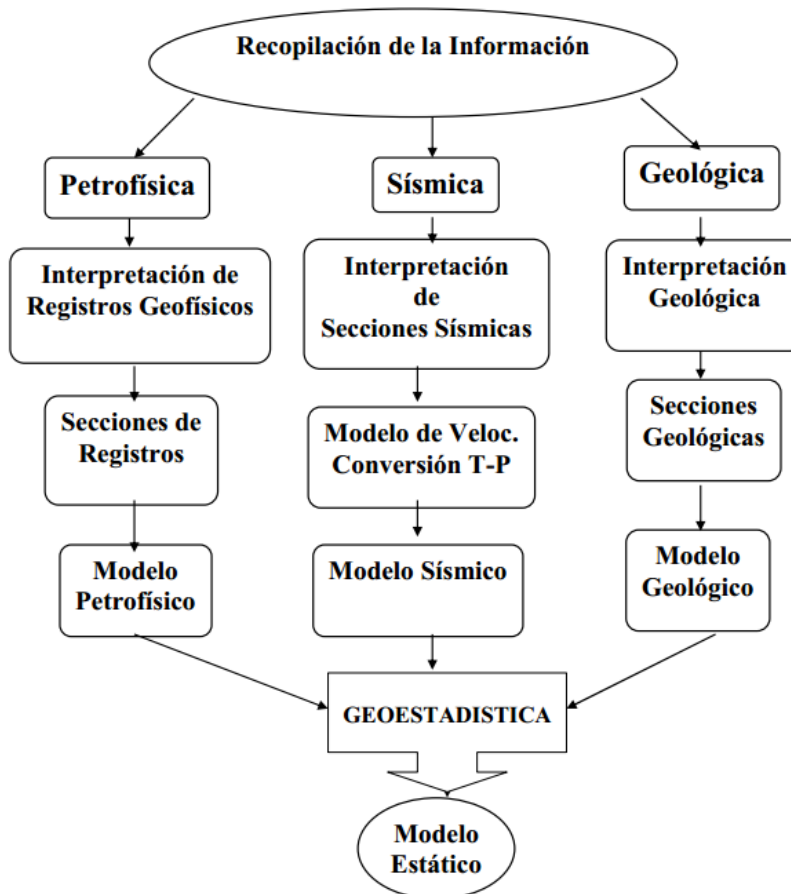 Recopilación de la Información
Petrofísica
Sísmica
Geológica
Interpretación de
Registros Geofísicos
Interpretación
de
Secciones Sísmicas
Interpretación
Geológica
Secciones de
Registros
Modelo de Veloc.
Conversión T-P
Secciones
Geológicas
Modelo
Petrofísico
Modelo Sísmico
Modelo
Geológico
GEOESTADISTICA
Modelo
Estático